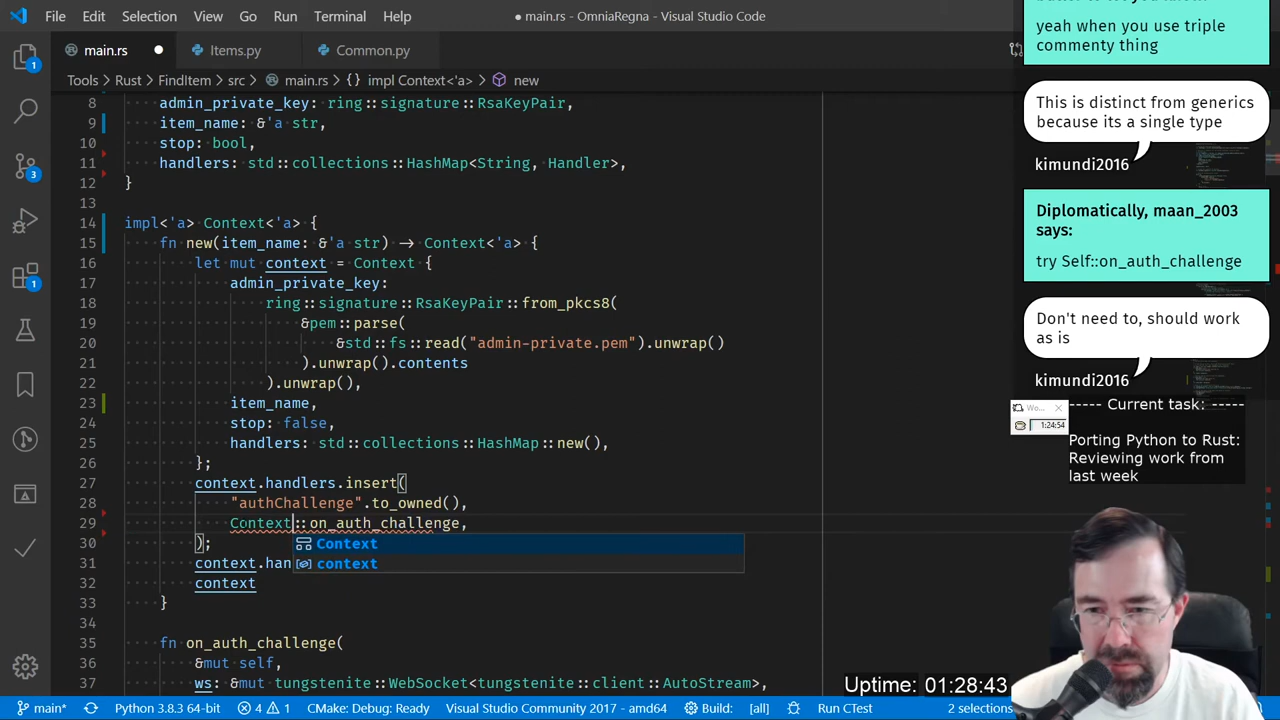 File Edit Selection View Go Run Terminal Help
● main.rs - OmniaRegna - Visual Studio Code
main.rs Items.py Common.py
Tools > Rust > FindItem > src > main.rs > {} impl Context<'a> > new
8 admin_private_key: ring::signature::RsaKeyPair,
9 item_name: &'a str,
10 stop: bool,
11 handlers: std::collections::HashMap<String, Handler>,
12 }
13
14 impl<'a> Context<'a> {
15 fn new(item_name: &'a str) -> Context<'a> {
16 let mut context = Context {
17 admin_private_key:
18 ring::signature::RsaKeyPair::from_pkcs8(
19 &pem::parse(
20 &std::fs::read("admin-private.pem").unwrap()
21 ).unwrap().contents
22 ).unwrap(),
23 item_name,
24 stop: false,
25 handlers: std::collections::HashMap::new(),
26 };
27 context.handlers.insert(
28 "authChallenge".to_owned(),
29 Context::on_auth_challenge,
Context
context
30 );
31 context.han
32 context
33 }
34
35 fn on_auth_challenge(
36 &mut self,
37 ws: &mut tungstenite::WebSocket<tungstenite::client::AutoStream>,
1
3
1
yeah when you use triple
commenty thing
This is distinct from generics
because its a single type
kimundi2016
Diplomatically, maan_2003
says:
try Self::on_auth_challenge
Don't need to, should work
as is
kimundi2016
Wo...
1:24:54
----- Current task: -----
Porting Python to Rust:
Reviewing work from
last week
Uptime: 01:28:43
main* Python 3.8.3 64-bit 4 1 CMake: Debug: Ready Visual Studio Community 2017 - amd64 Build: [all] Run CTest 2 selections